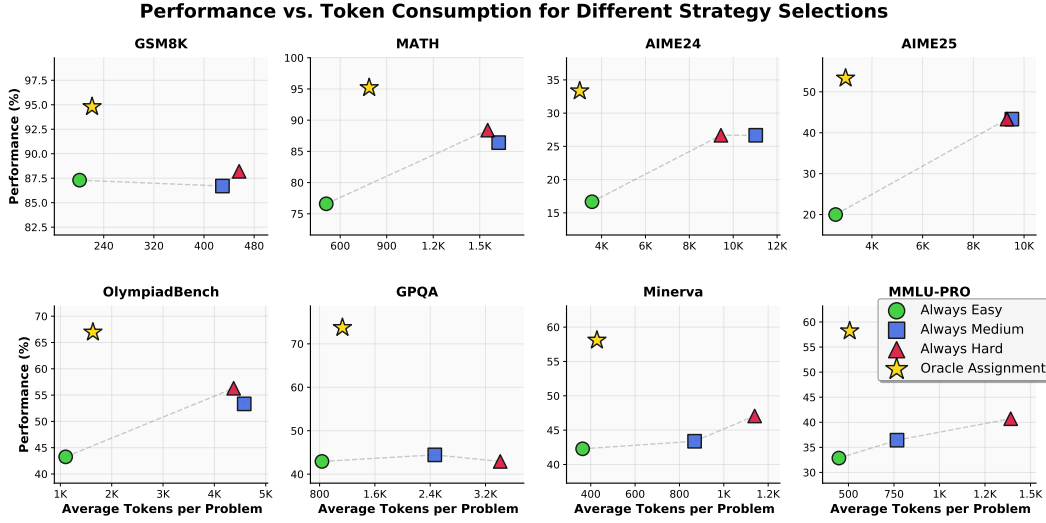 Performance vs. Token Consumption for Different Strategy Selections
GSM8K
MATH
AIME24
AIME25
Performance (%)
97.5
95.0
92.5
90.0
87.5
85.0
82.5
240 320 400 480
100
95
90
85
80
75
600 900 1.2K 1.5K
35
30
25
20
15
4K 6K 8K 10K 12K
50
40
30
20
4K 6K 8K 10K
OlympiadBench
GPQA
Minerva
MMLU-PRO
Performance (%)
70
65
60
55
50
45
40
1K 2K 3K 4K 5K
Average Tokens per Problem
70
60
50
40
800 1.6K 2.4K 3.2K
Average Tokens per Problem
60
55
50
45
40
400 600 800 1K 1.2K
Average Tokens per Problem
60
55
50
45
40
35
30
500 750 1K 1.2K 1.5K
Average Tokens per Problem
Always Easy
Always Medium
Always Hard
Oracle Assignment